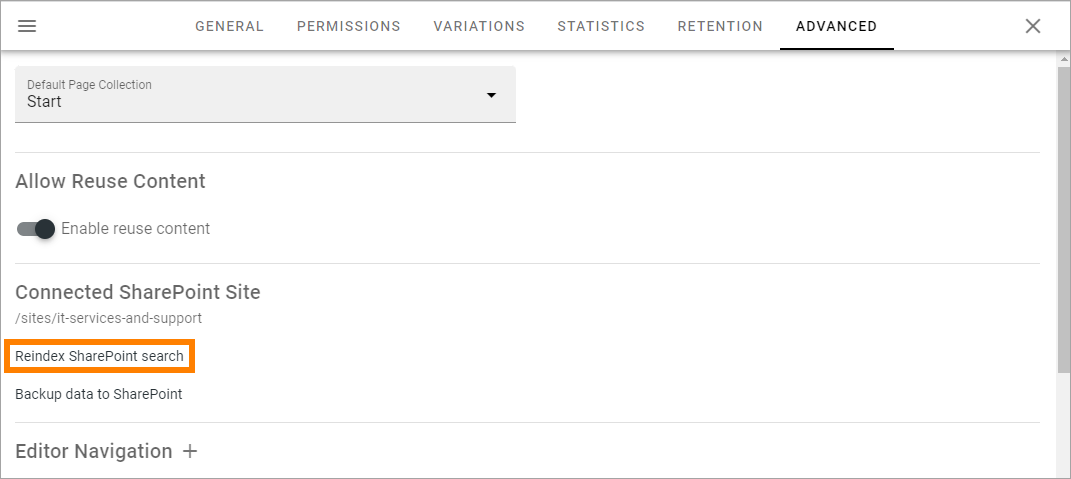 GENERAL PERMISSIONS VARIATIONS STATISTICS RETENTION ADVANCED
Default Page Collection
Start
Allow Reuse Content
Enable reuse content
Connected SharePoint Site
/sites/it-services-and-support
Reindex SharePoint search
Backup data to SharePoint
Editor Navigation +